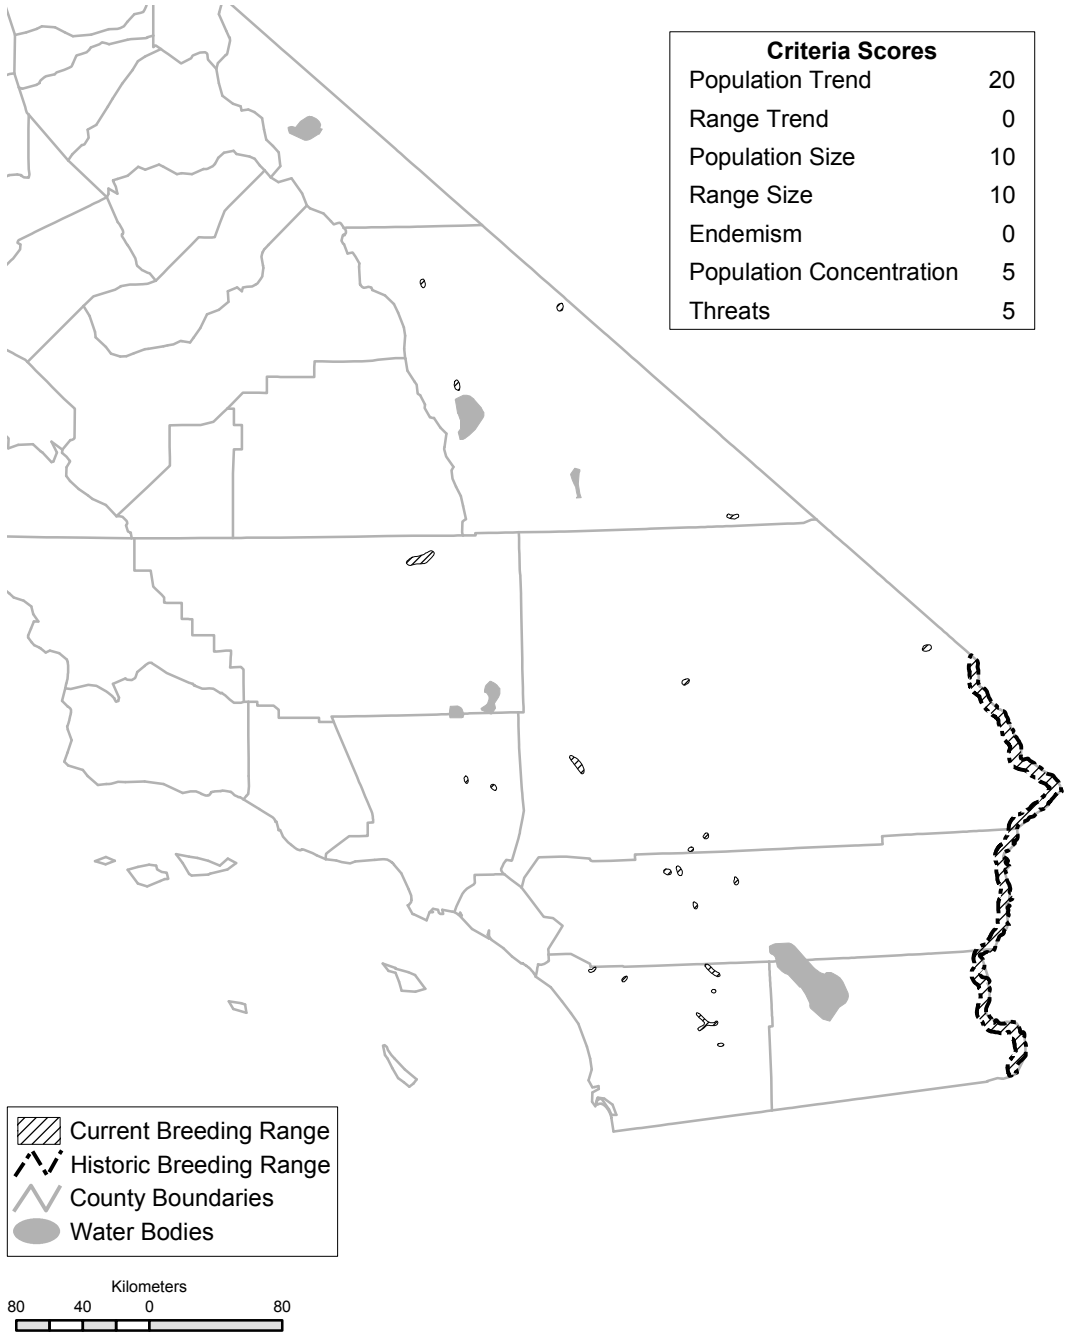 Criteria Scores
Population Trend 20
Range Trend 0
Population Size 10
Range Size 10
Endemism 0
Population Concentration 5
Threats 5
Current Breeding Range
Historic Breeding Range
County Boundaries
Water Bodies
Kilometers
80 40 0 80